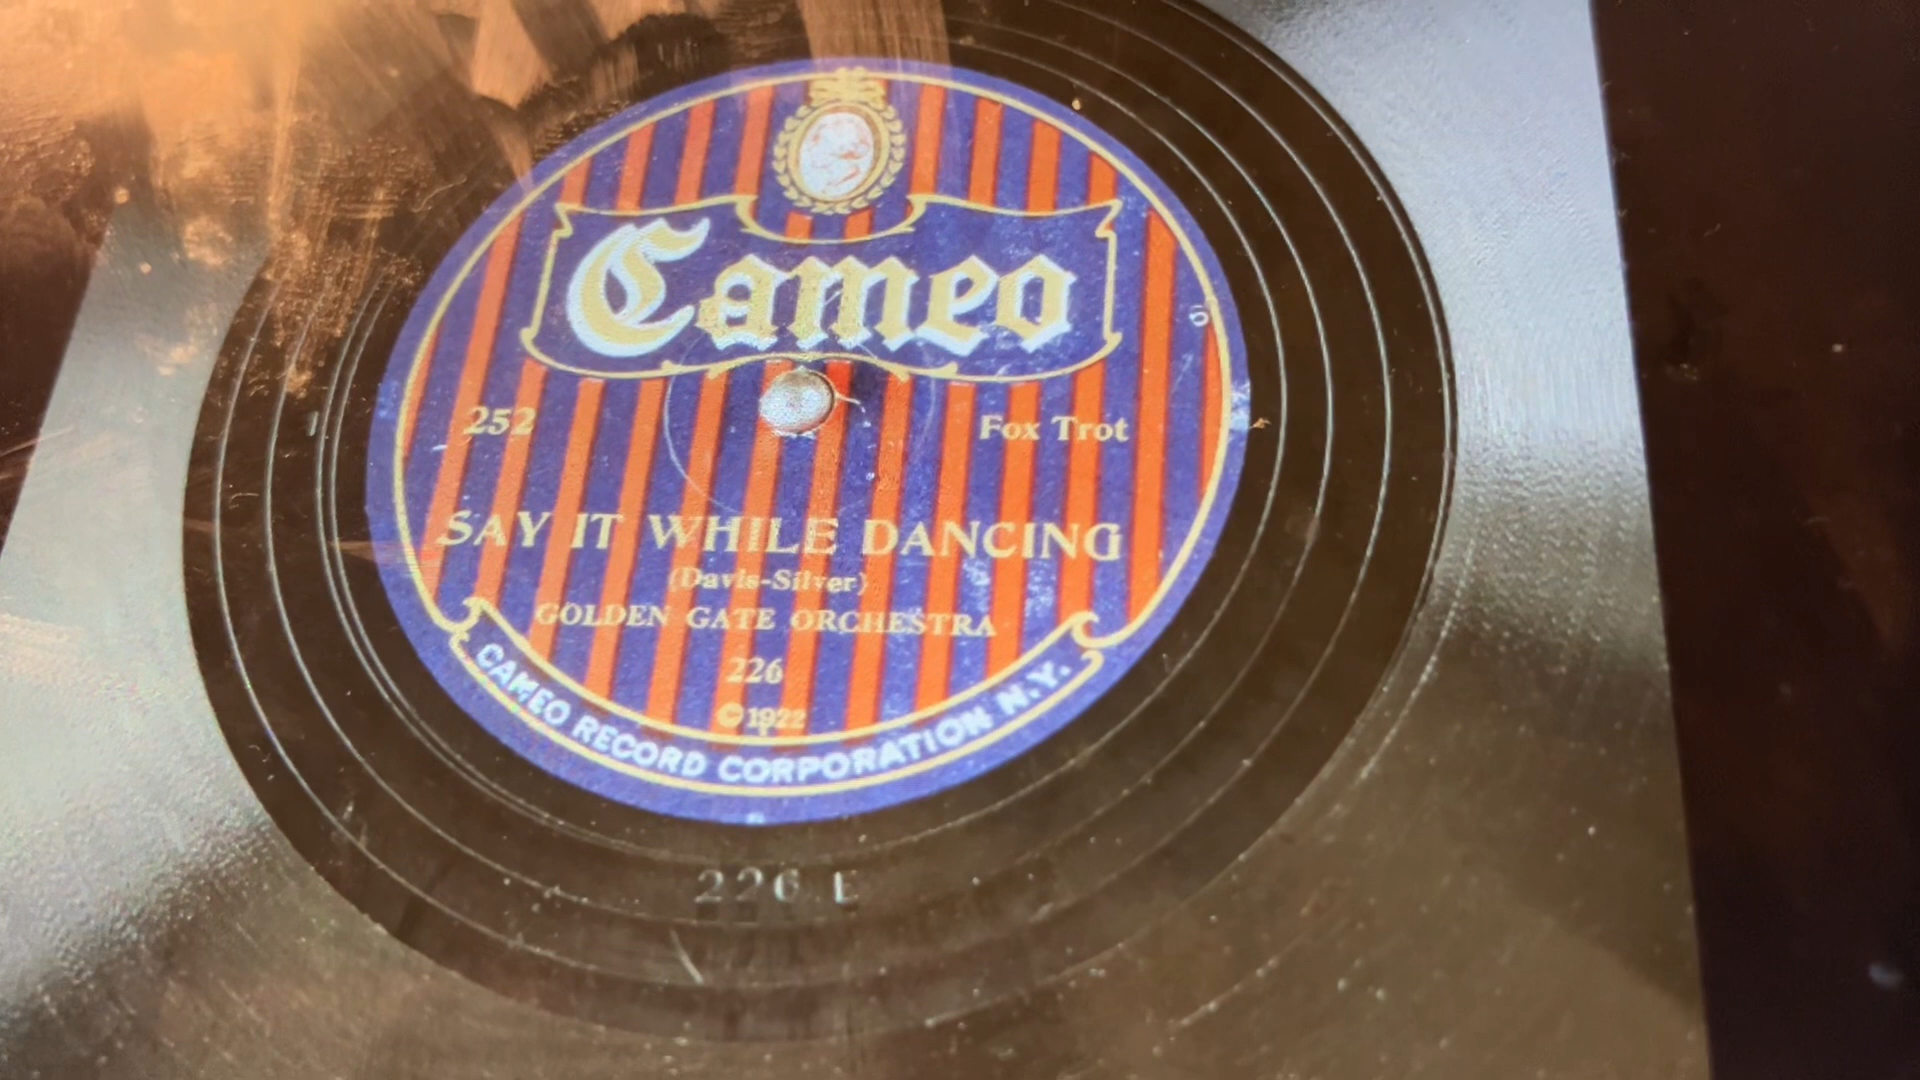 Cameo
252
Fox Trot
SAY IT WHILE DANCING
(Davis-Silver)
GOLDEN GATE ORCHESTRA
226
©1922
CAMEO RECORD CORPORATION N.Y.
226